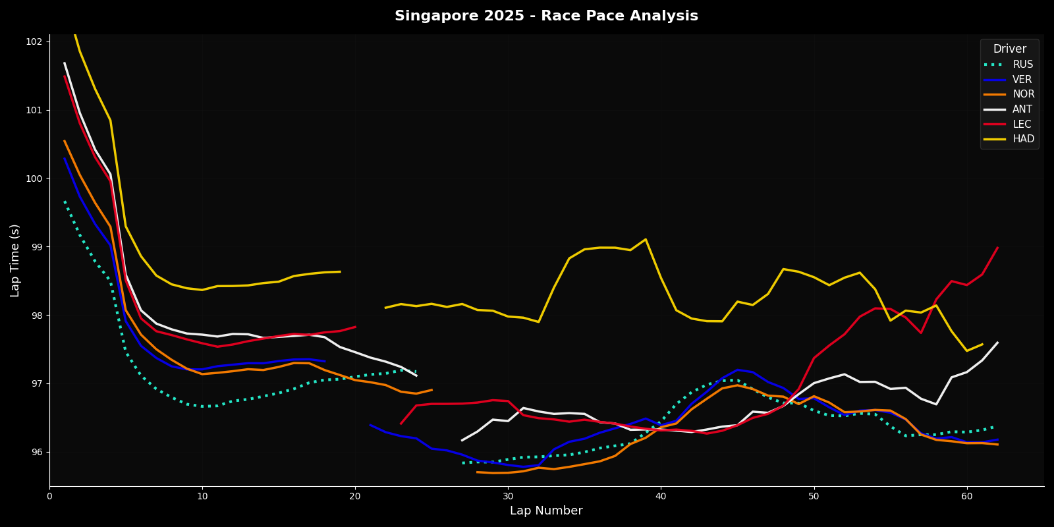 Singapore 2025 - Race Pace Analysis
102
101
100
99
98
97
96
Lap Time (s)
0
10
20
30
40
50
60
Lap Number
Driver
RUS
VER
NOR
ANT
LEC
HAD